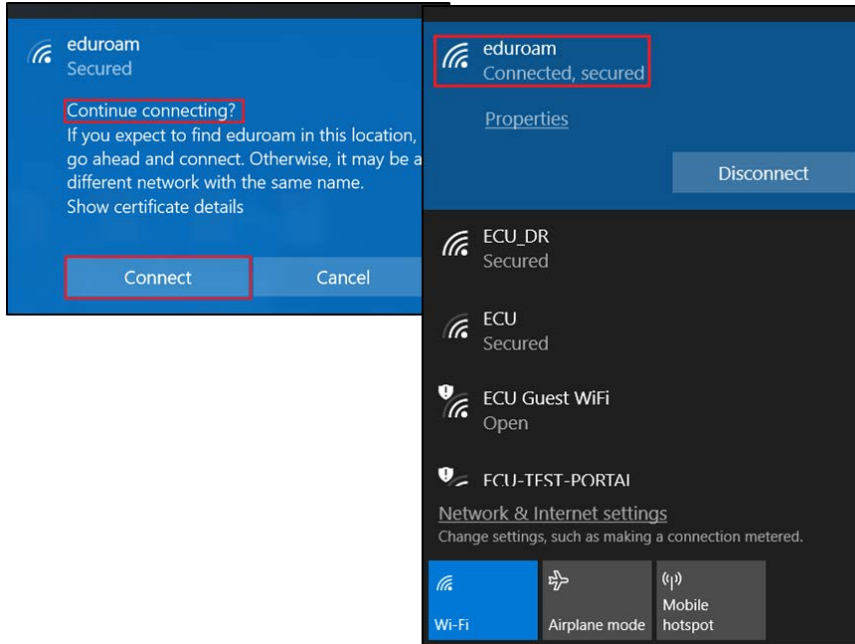 eduroam
Secured
Continue connecting?
If you expect to find eduroam in this location,
go ahead and connect. Otherwise, it may be a
different network with the same name.
Show certificate details
Connect
Cancel
eduroam
Connected, secured
Properties
Disconnect
ECU_DR
Secured
ECU
Secured
ECU Guest WiFi
Open
ECU-TEST-PORTAL
Network & Internet settings
Change settings, such as making a connection metered.
Wi-Fi
Airplane mode
Mobile
hotspot